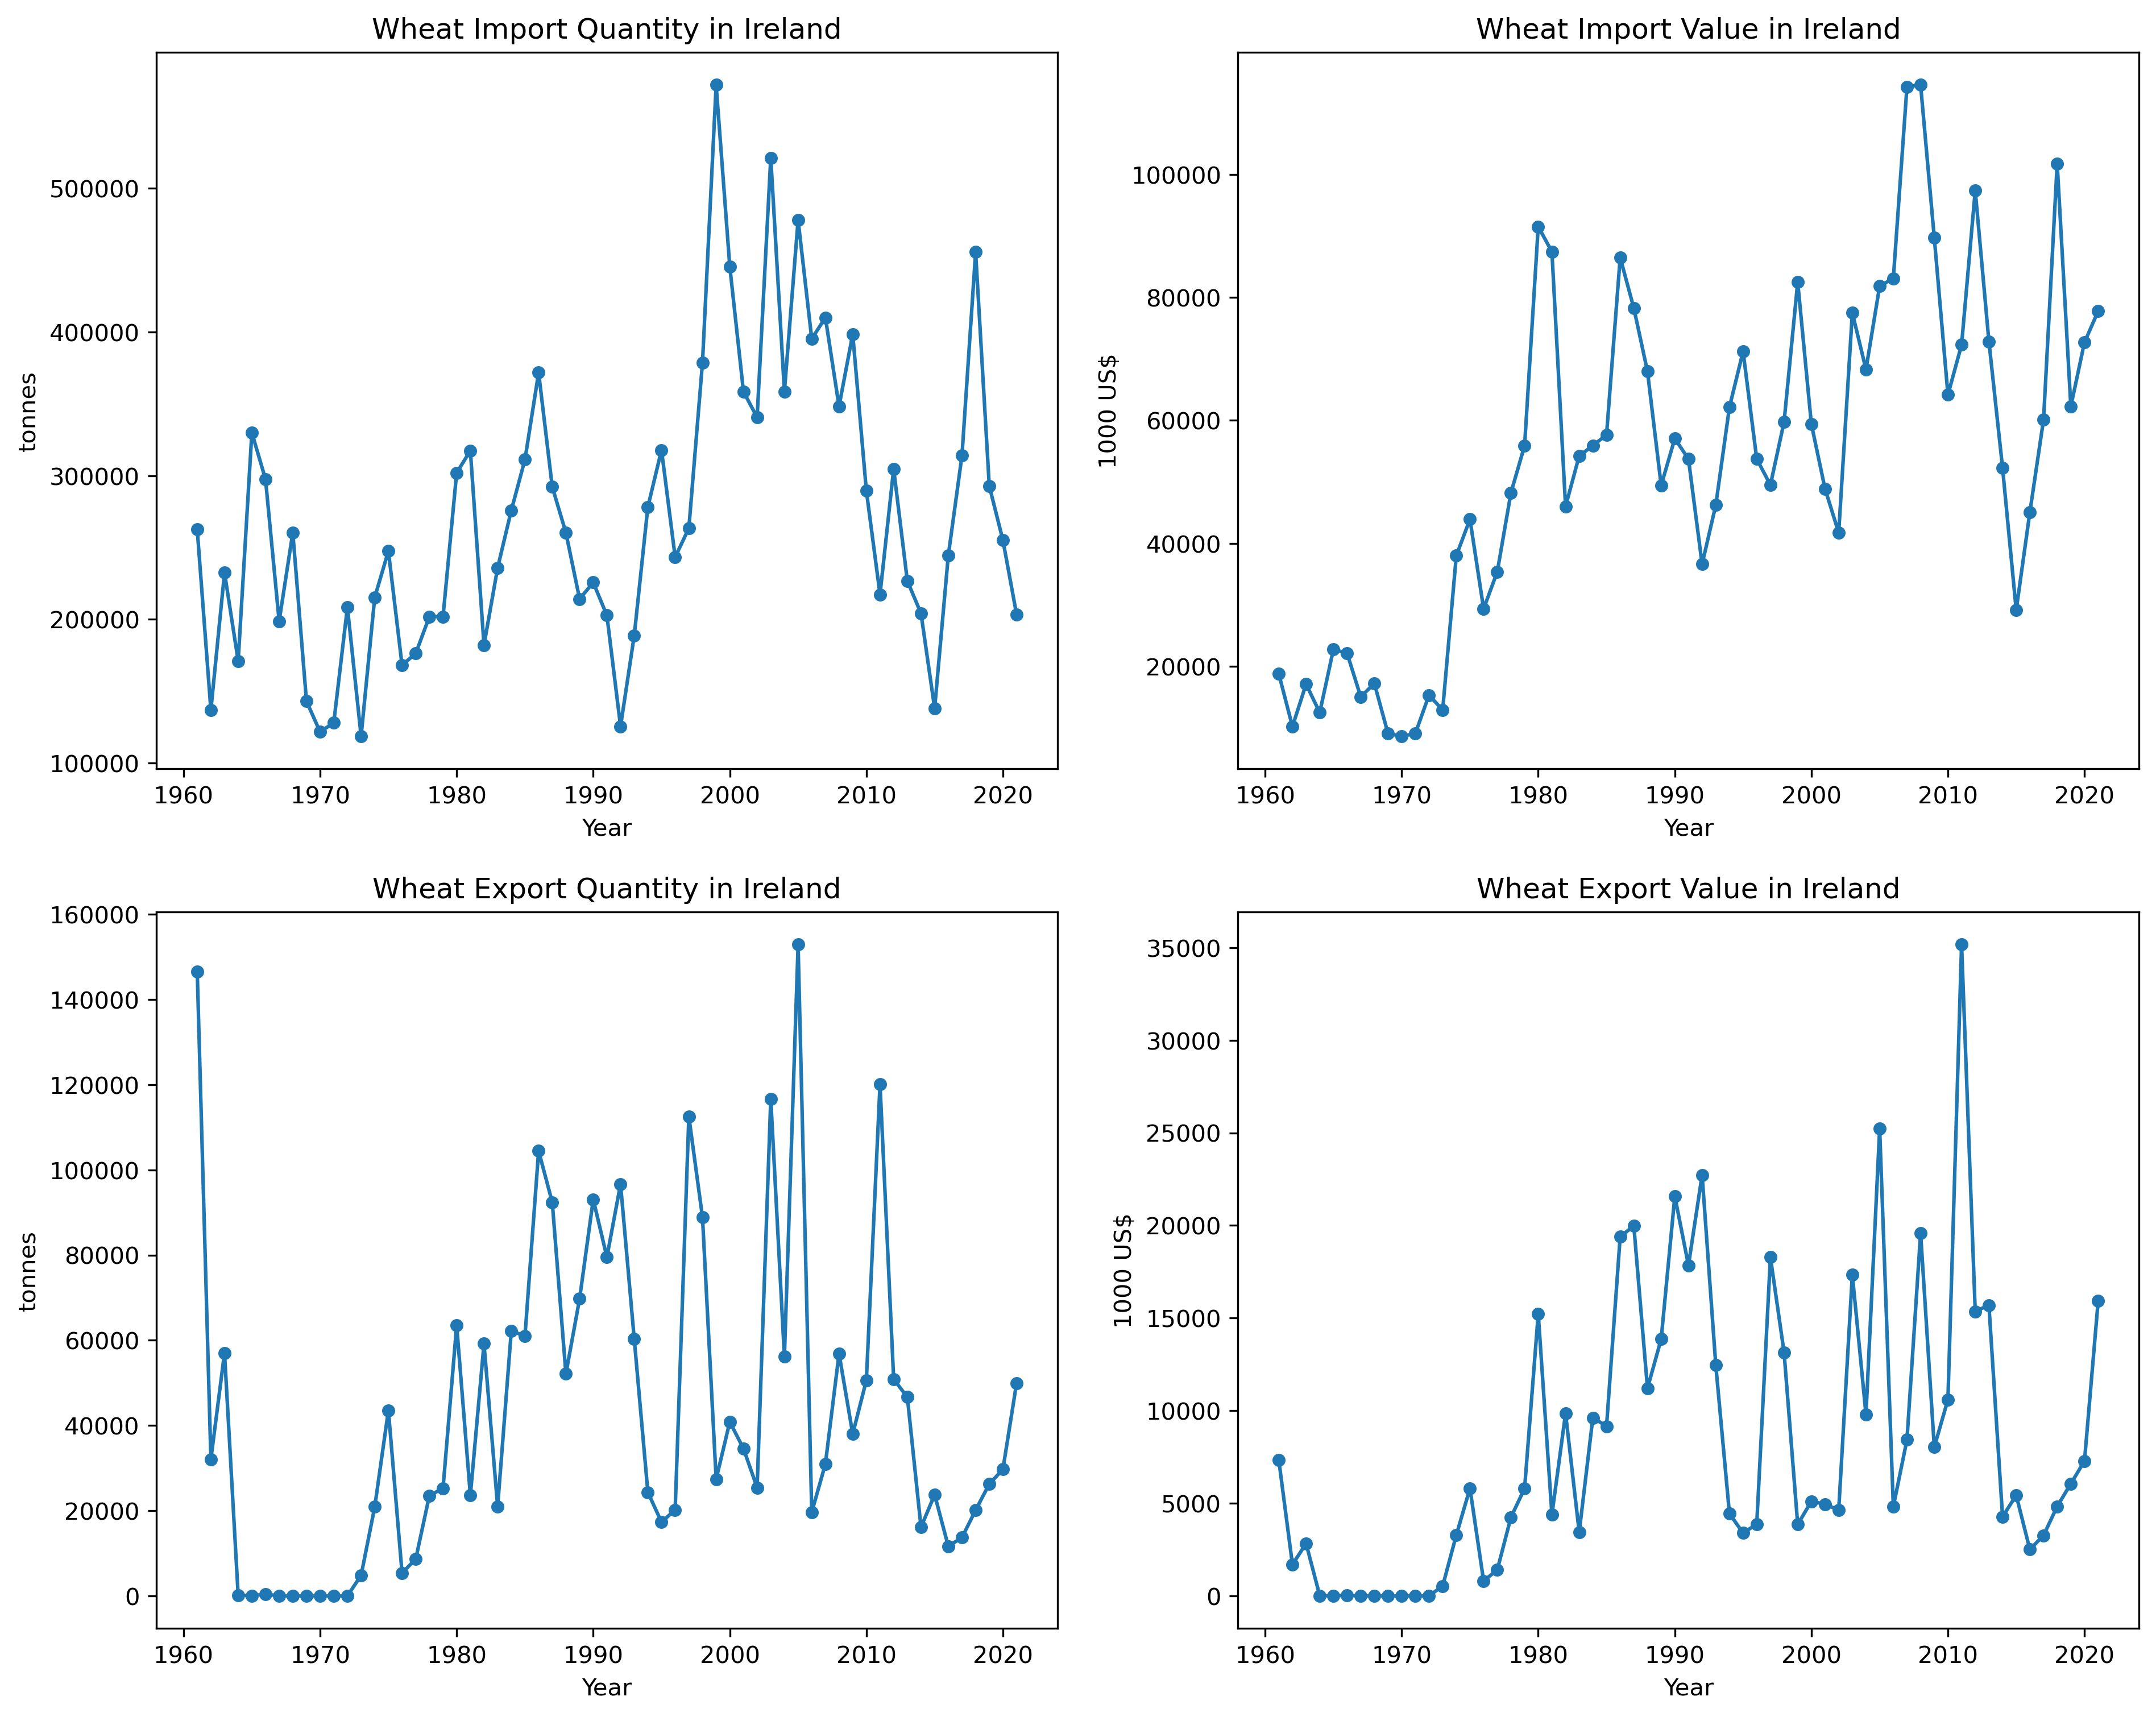 Wheat Import Quantity in Ireland
500000
400000
300000
200000
100000
tonnes
1960 1970 1980 1990 2000 2010 2020
Year
Wheat Import Value in Ireland
100000
80000
60000
40000
20000
1000 US$
1960 1970 1980 1990 2000 2010 2020
Year
Wheat Export Quantity in Ireland
160000
140000
120000
100000
80000
60000
40000
20000
0
tonnes
1960 1970 1980 1990 2000 2010 2020
Year
Wheat Export Value in Ireland
35000
30000
25000
20000
15000
10000
5000
0
1000 US$
1960 1970 1980 1990 2000 2010 2020
Year